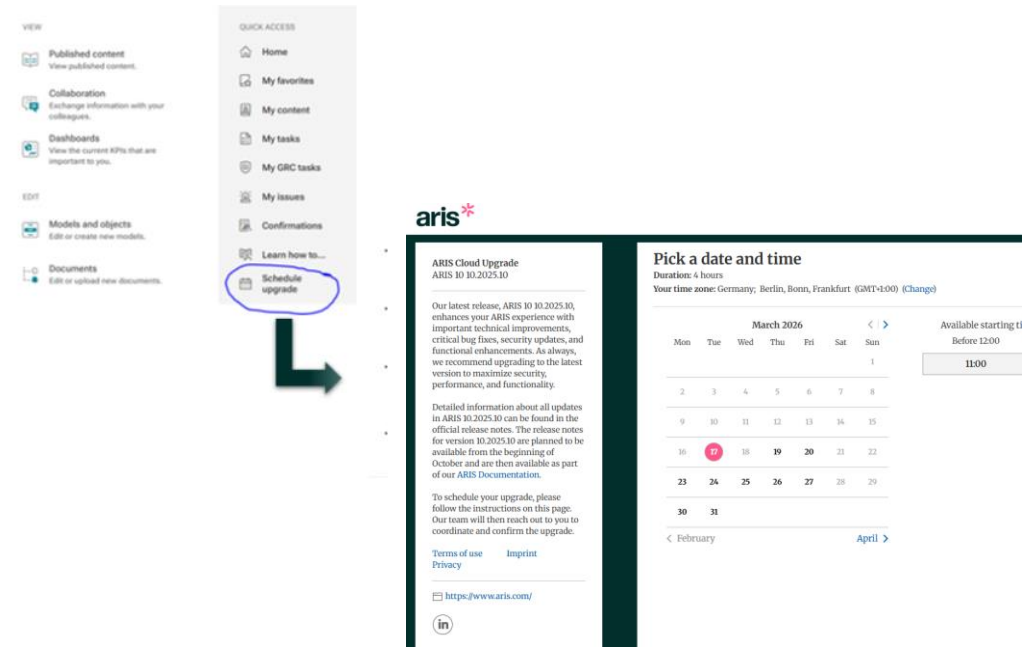 VIEW
Published content
View published content.
Collaboration
Exchange information with your
colleagues.
Dashboards
View the current KPIs that are
important to you.
EDIT
Models and objects
Edit or create new models.
Documents
Edit or upload new documents.
QUICK ACCESS
Home
My favorites
My content
My tasks
My GRC tasks
My issues
Confirmations
Learn how to...
Schedule
upgrade
aris*
ARIS Cloud Upgrade
ARIS 10 10.2025.10
Our latest release, ARIS 10 10.2025.10,
enhances your ARIS experience with
important technical improvements,
critical bug fixes, security updates, and
functional enhancements. As always,
we recommend upgrading to the latest
version to maximize security,
performance, and functionality.
Detailed information about all updates
in ARIS 10.2025.10 can be found in the
official release notes. The release notes
for version 10.2025.10 are planned to be
available from the beginning of
October and are then available as part
of our ARIS Documentation.
To schedule your upgrade, please
follow the instructions on this page.
Our team will then reach out to you to
coordinate and confirm the upgrade.
Terms of use Imprint
Privacy
https://www.aris.com/
in
Pick a date and time
Duration: 4 hours
Your time zone: Germany; Berlin, Bonn, Frankfurt (GMT+1:00) (Change)
March 2026 < | >
Mon Tue Wed Thu Fri Sat Sun
1
2 3 4 5 6 7 8
9 10 11 12 13 14 15
16 17 18 19 20 21 22
23 24 25 26 27 28 29
30 31
< February April >
Available starting ti
Before 12:00
11:00